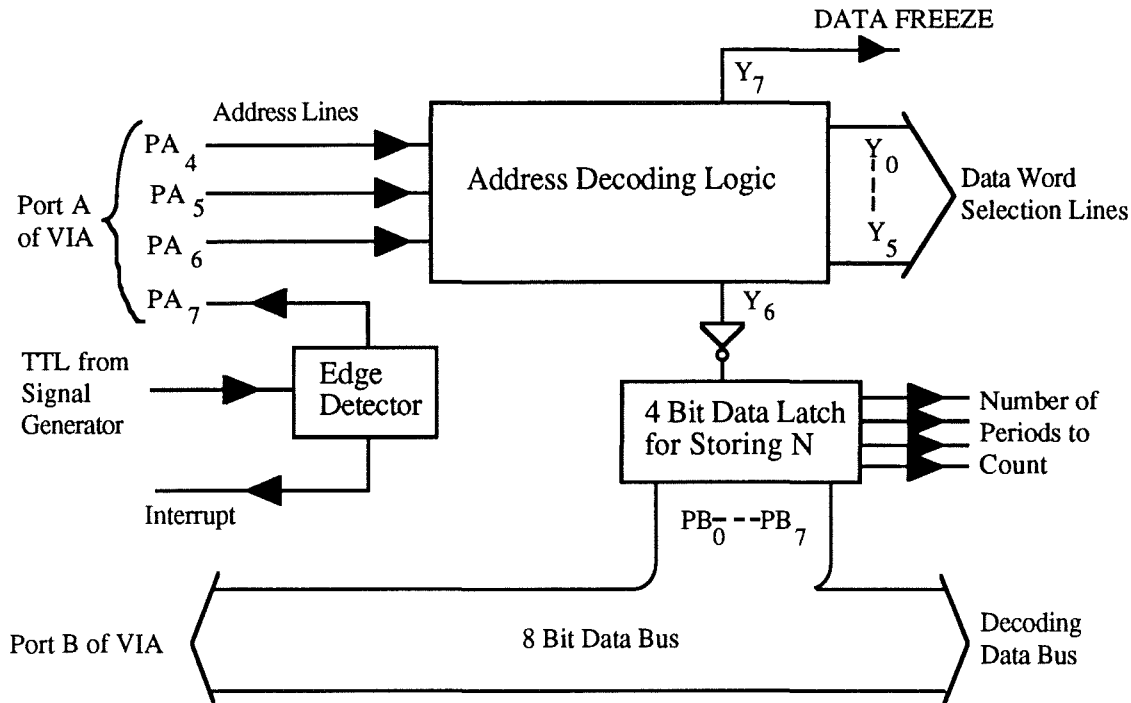 DATA FREEZE
Y7
Address Lines
PA4
PA5
PA6
PA7
Port A
of VIA
Address Decoding Logic
Y0
Y5
Data Word
Selection Lines
Y6
TTL from
Signal
Generator
Edge
Detector
Interrupt
4 Bit Data Latch
for Storing N
Number of
Periods to
Count
PB0---PB7
Port B of VIA
8 Bit Data Bus
Decoding
Data Bus